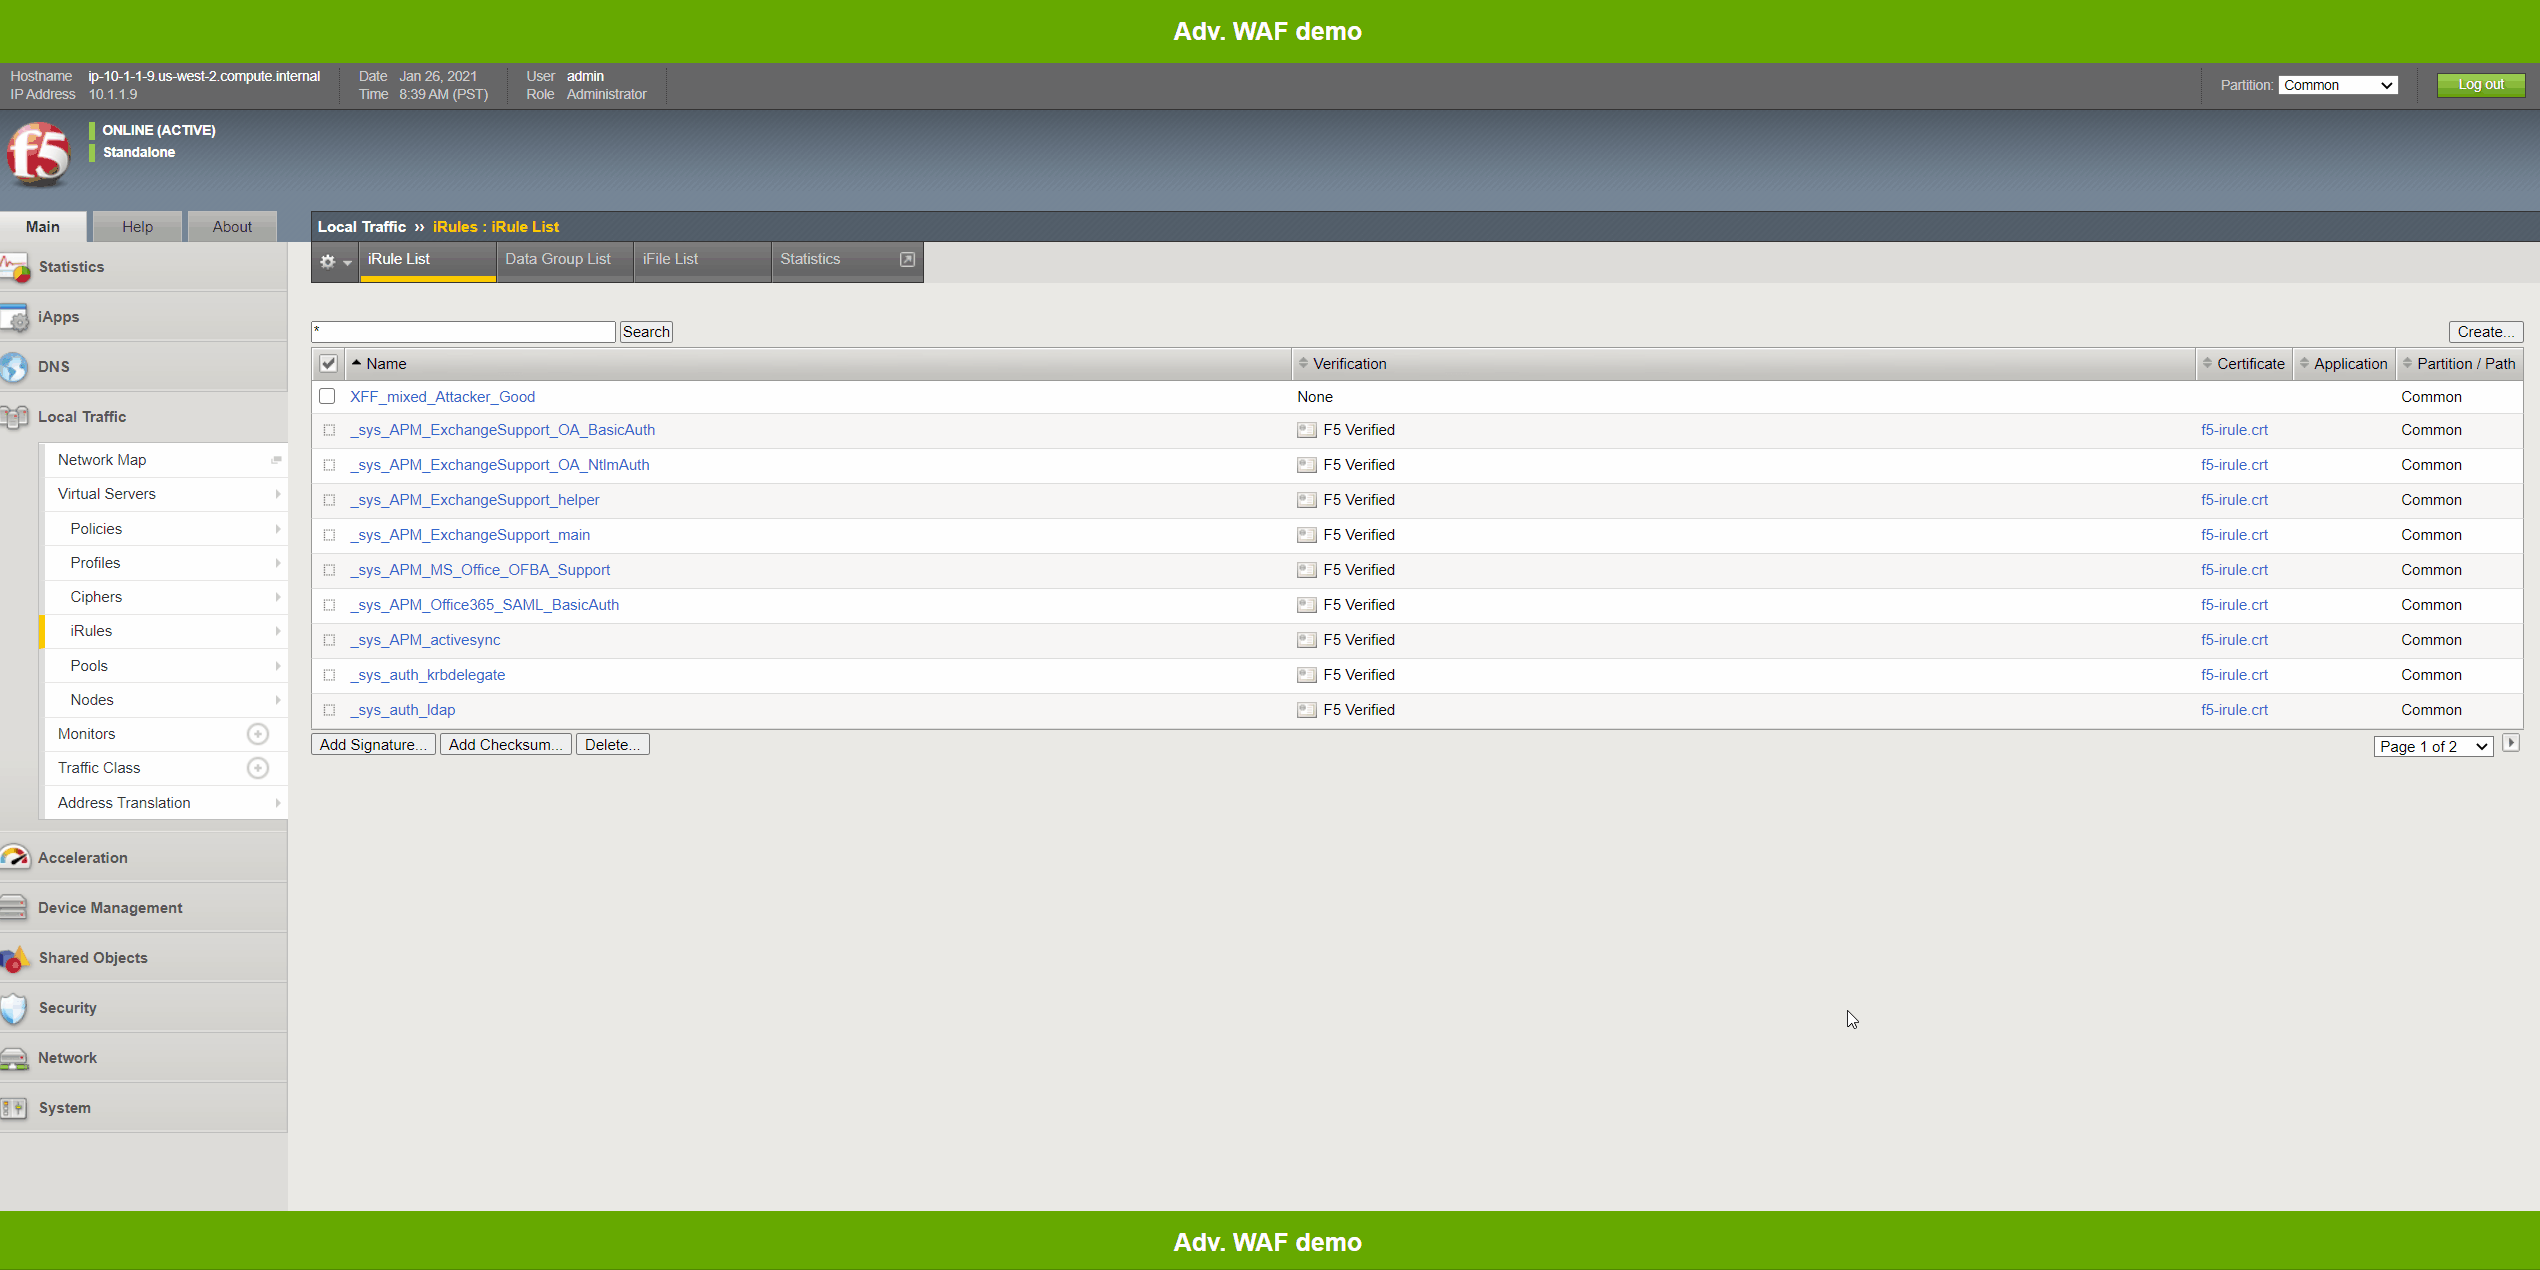 Adv. WAF demo
Hostname ip-10-1-1-9.us-west-2.compute.internal Date Jan 26, 2021 User admin
IP Address 10.1.1.9 Time 8:39 AM (PST) Role Administrator
Partition: Common Log out
f5
ONLINE (ACTIVE)
Standalone
Main Help About
Local Traffic ›› iRules : iRule List
iRule List Data Group List iFile List Statistics
Statistics
iApps
DNS
Local Traffic
Network Map
Virtual Servers
Policies
Profiles
Ciphers
iRules
Pools
Nodes
Monitors
Traffic Class
Address Translation
Acceleration
Device Management
Shared Objects
Security
Network
System
* Search Create...
Name Verification Certificate Application Partition / Path
XFF_mixed_Attacker_Good None Common
_sys_APM_ExchangeSupport_OA_BasicAuth F5 Verified f5-irule.crt Common
_sys_APM_ExchangeSupport_OA_NtlmAuth F5 Verified f5-irule.crt Common
_sys_APM_ExchangeSupport_helper F5 Verified f5-irule.crt Common
_sys_APM_ExchangeSupport_main F5 Verified f5-irule.crt Common
_sys_APM_MS_Office_OFBA_Support F5 Verified f5-irule.crt Common
_sys_APM_Office365_SAML_BasicAuth F5 Verified f5-irule.crt Common
_sys_APM_activesync F5 Verified f5-irule.crt Common
_sys_auth_krbdelegate F5 Verified f5-irule.crt Common
_sys_auth_ldap F5 Verified f5-irule.crt Common
Add Signature... Add Checksum... Delete... Page 1 of 2
Adv. WAF demo